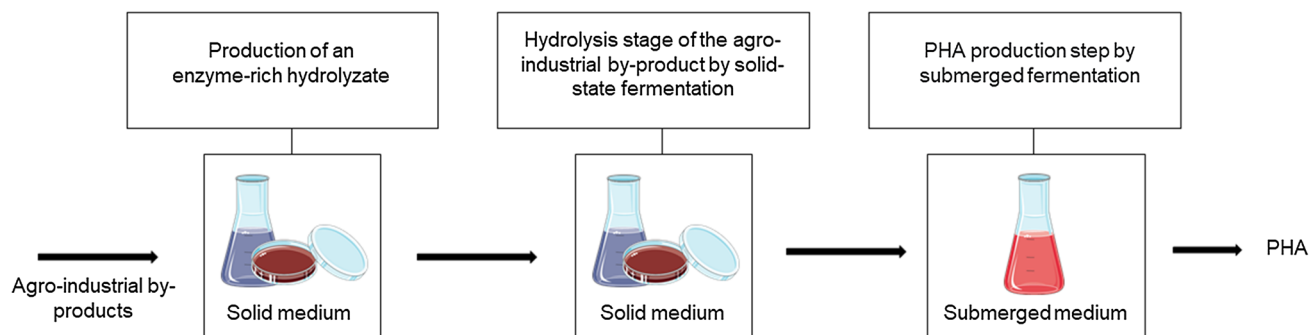 Production of an
enzyme-rich hydrolyzate
Hydrolysis stage of the agro-
industrial by-product by solid-
state fermentation
PHA production step by
submerged fermentation
Agro-industrial by-
products
Solid medium
Solid medium
Submerged medium
PHA